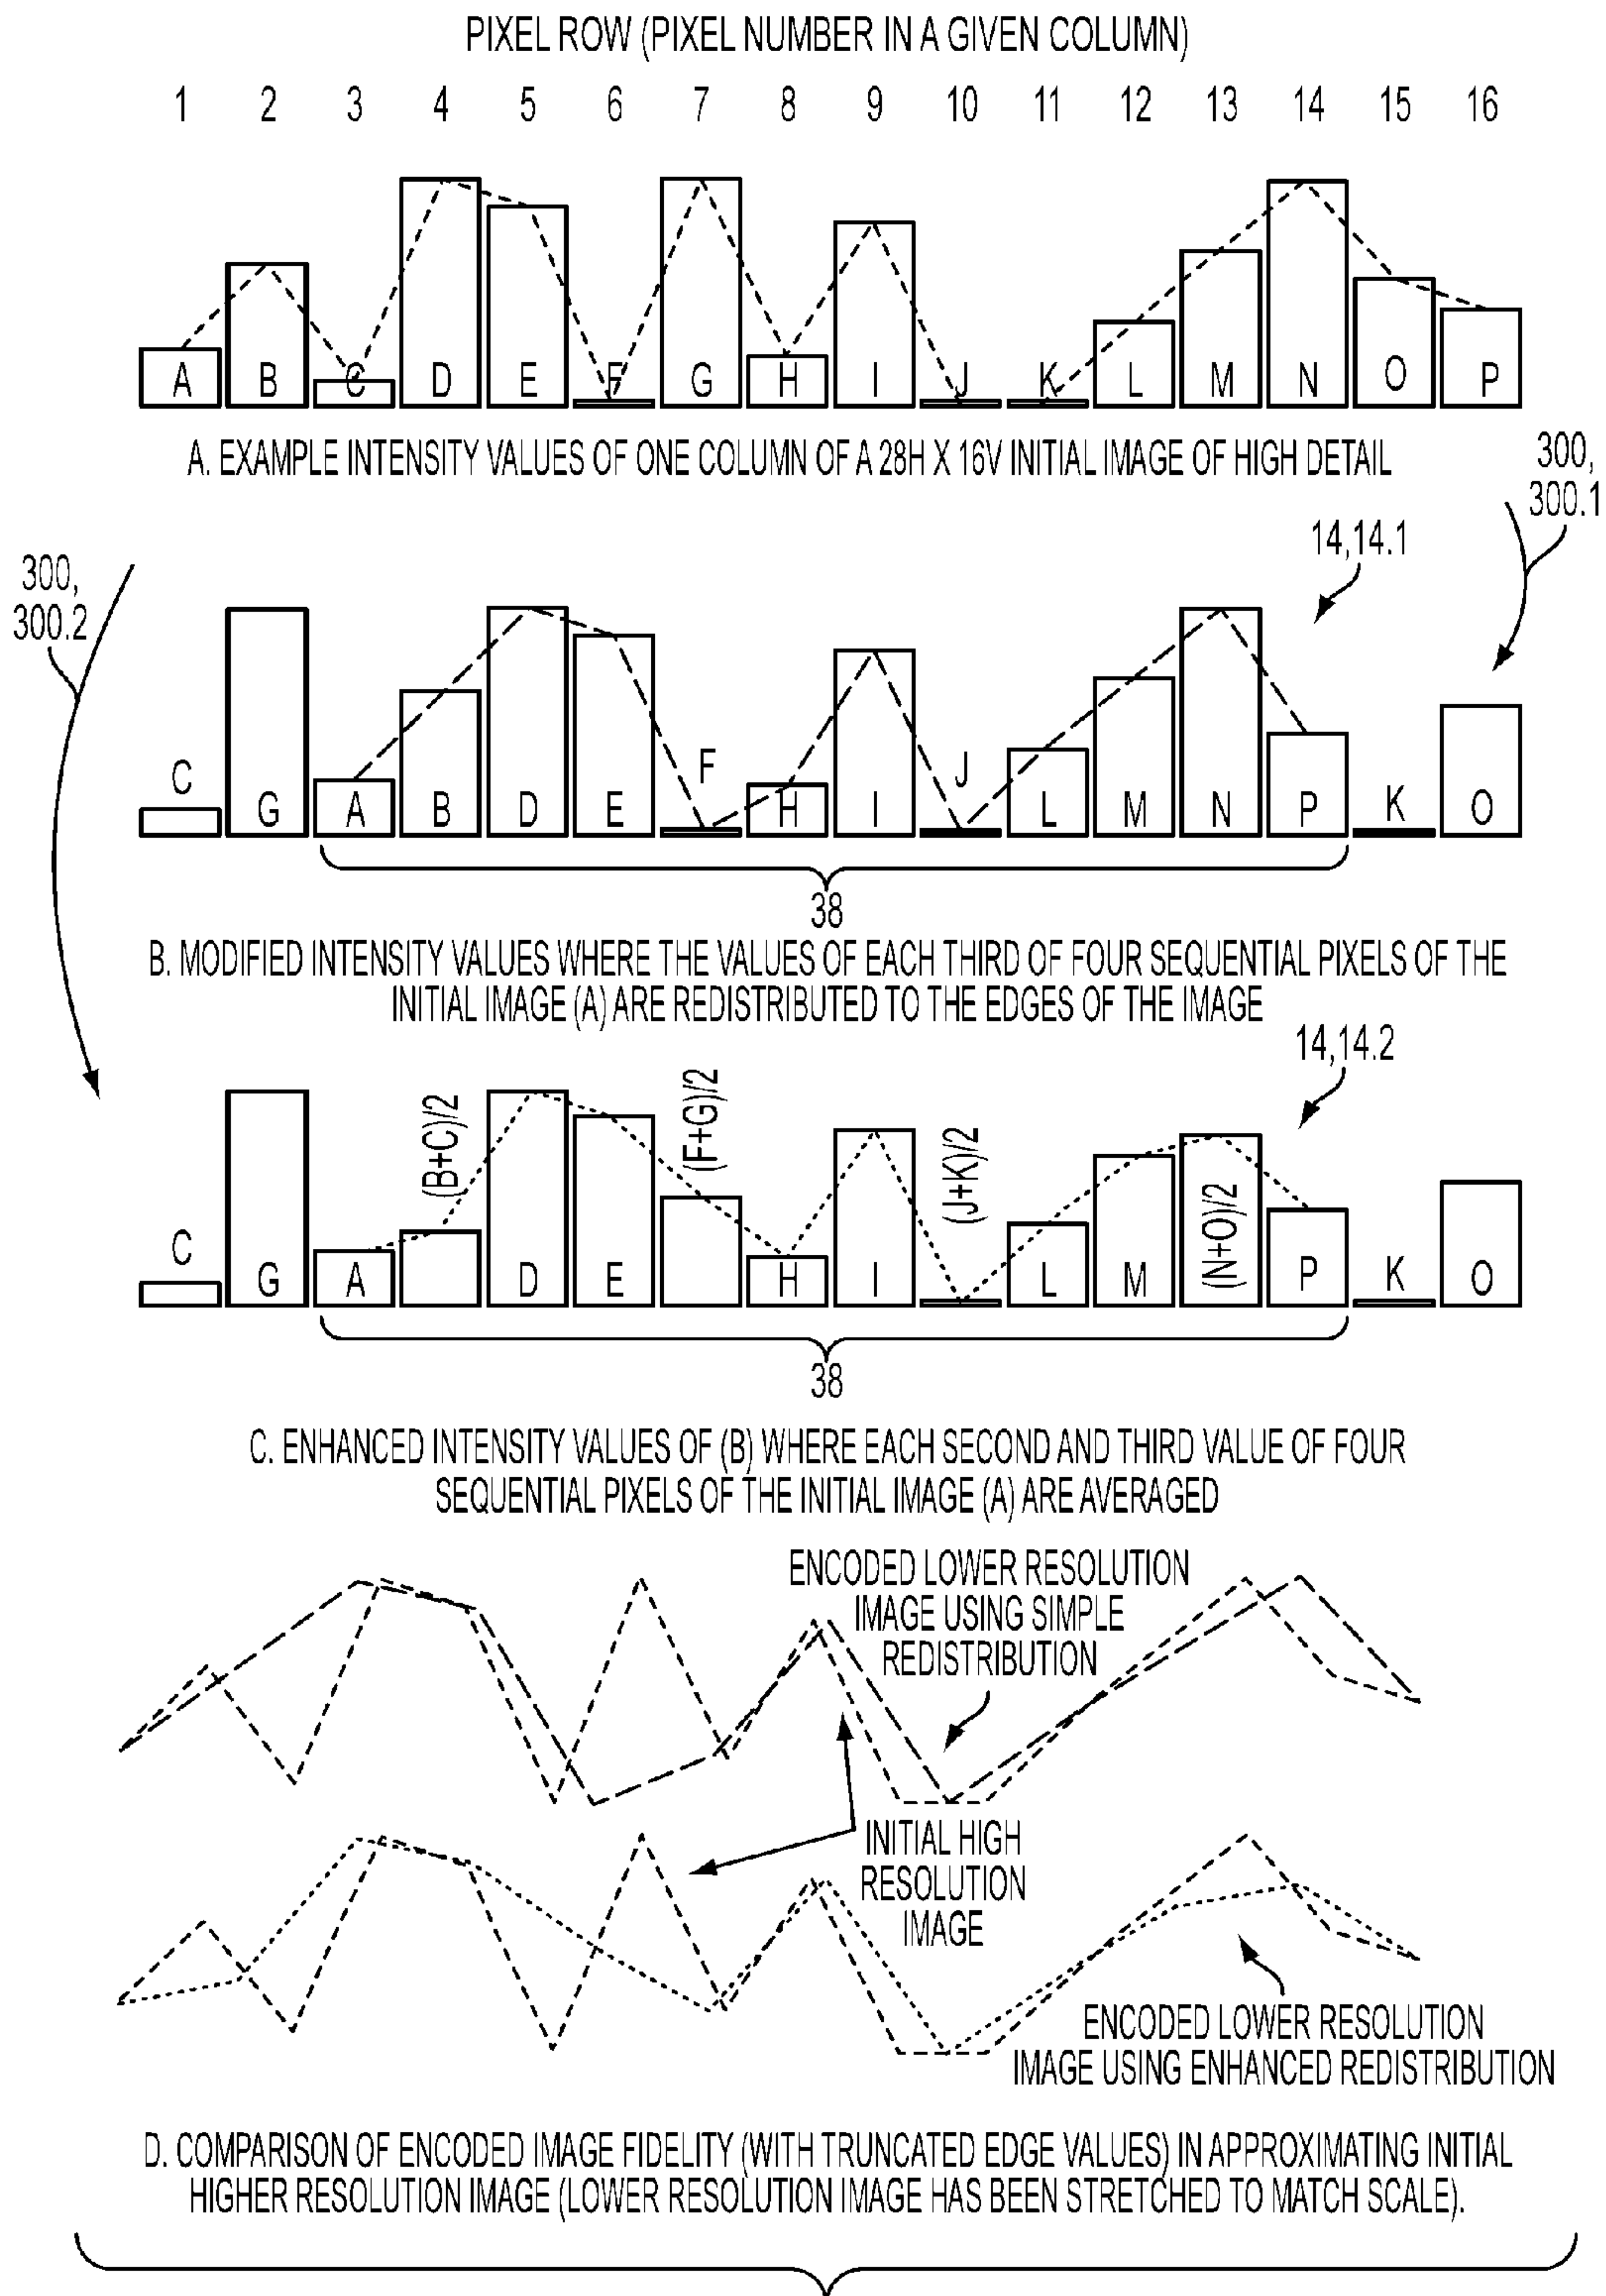 PIXEL ROW (PIXEL NUMBER IN A GIVEN COLUMN)
1 2 3 4 5 6 7 8 9 10 11 12 13 14 15 16
A B C D E F G H I J K L M N O P
A. EXAMPLE INTENSITY VALUES OF ONE COLUMN OF A 28H X 16V INITIAL IMAGE OF HIGH DETAIL
300,
300.1
14,14.1
300,
300.2
C G A B D E F H I J L M N P K O
38
B. MODIFIED INTENSITY VALUES WHERE THE VALUES OF EACH THIRD OF FOUR SEQUENTIAL PIXELS OF THE
INITIAL IMAGE (A) ARE REDISTRIBUTED TO THE EDGES OF THE IMAGE
14,14.2
C G A (B+C)/2 D E (F+G)/2 H I (J+K)/2 L M (N+O)/2 P K O
38
C. ENHANCED INTENSITY VALUES OF (B) WHERE EACH SECOND AND THIRD VALUE OF FOUR
SEQUENTIAL PIXELS OF THE INITIAL IMAGE (A) ARE AVERAGED
ENCODED LOWER RESOLUTION
IMAGE USING SIMPLE
REDISTRIBUTION
INITIAL HIGH
RESOLUTION
IMAGE
ENCODED LOWER RESOLUTION
IMAGE USING ENHANCED REDISTRIBUTION
D. COMPARISON OF ENCODED IMAGE FIDELITY (WITH TRUNCATED EDGE VALUES) IN APPROXIMATING INITIAL
HIGHER RESOLUTION IMAGE (LOWER RESOLUTION IMAGE HAS BEEN STRETCHED TO MATCH SCALE).